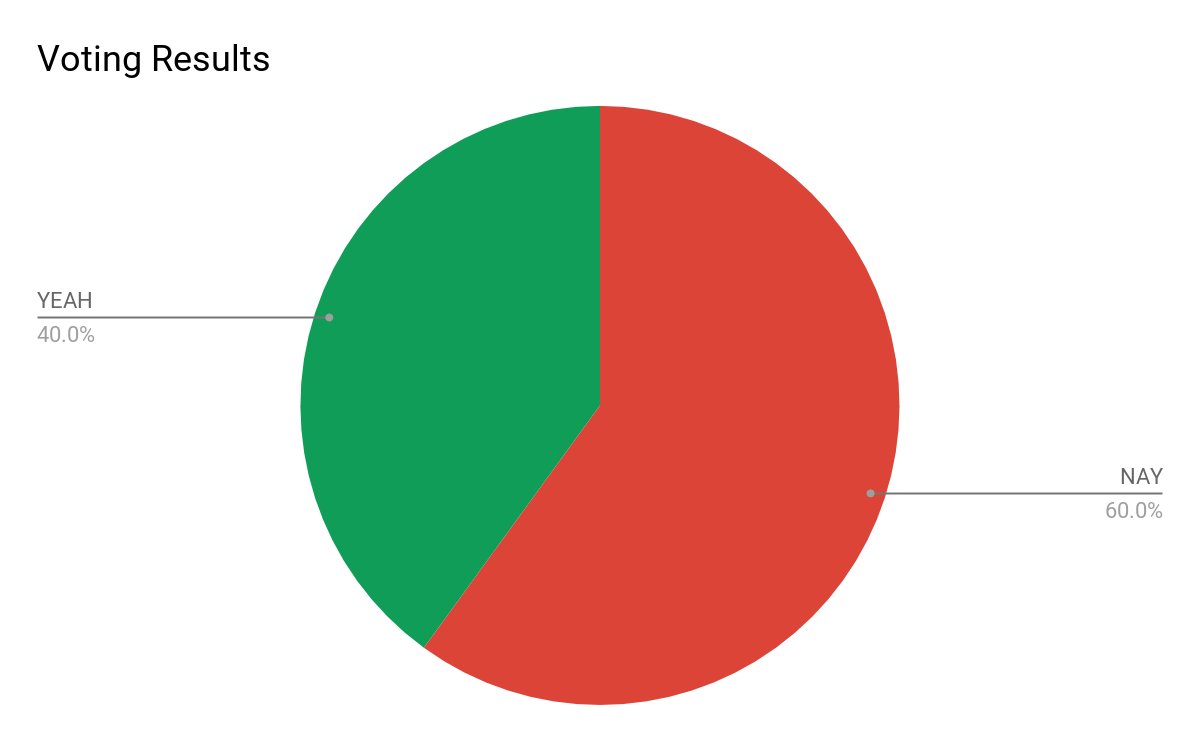 Voting Results
YEAH
40.0%
NAY
60.0%